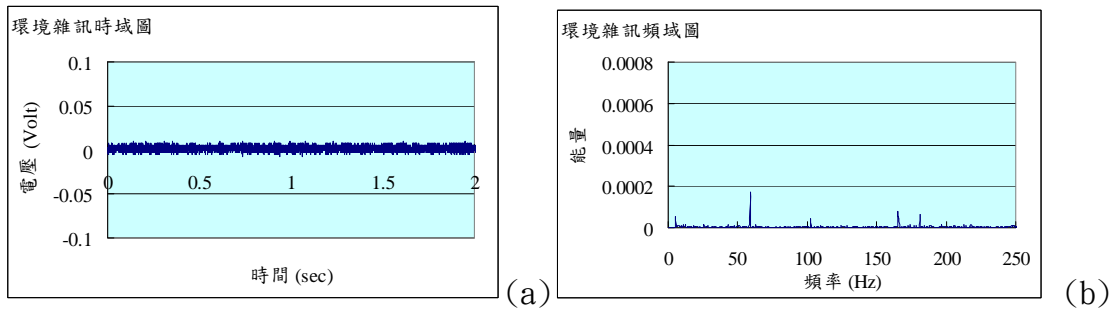 環境雜訊時域圖
0.1
0.05
0
-0.05
-0.1
電壓 (Volt)
0 0.5 1 1.5 2
時間 (sec)
(a)
環境雜訊頻域圖
0.0008
0.0006
0.0004
0.0002
0
能量
0 50 100 150 200 250
頻率 (Hz)
(b)